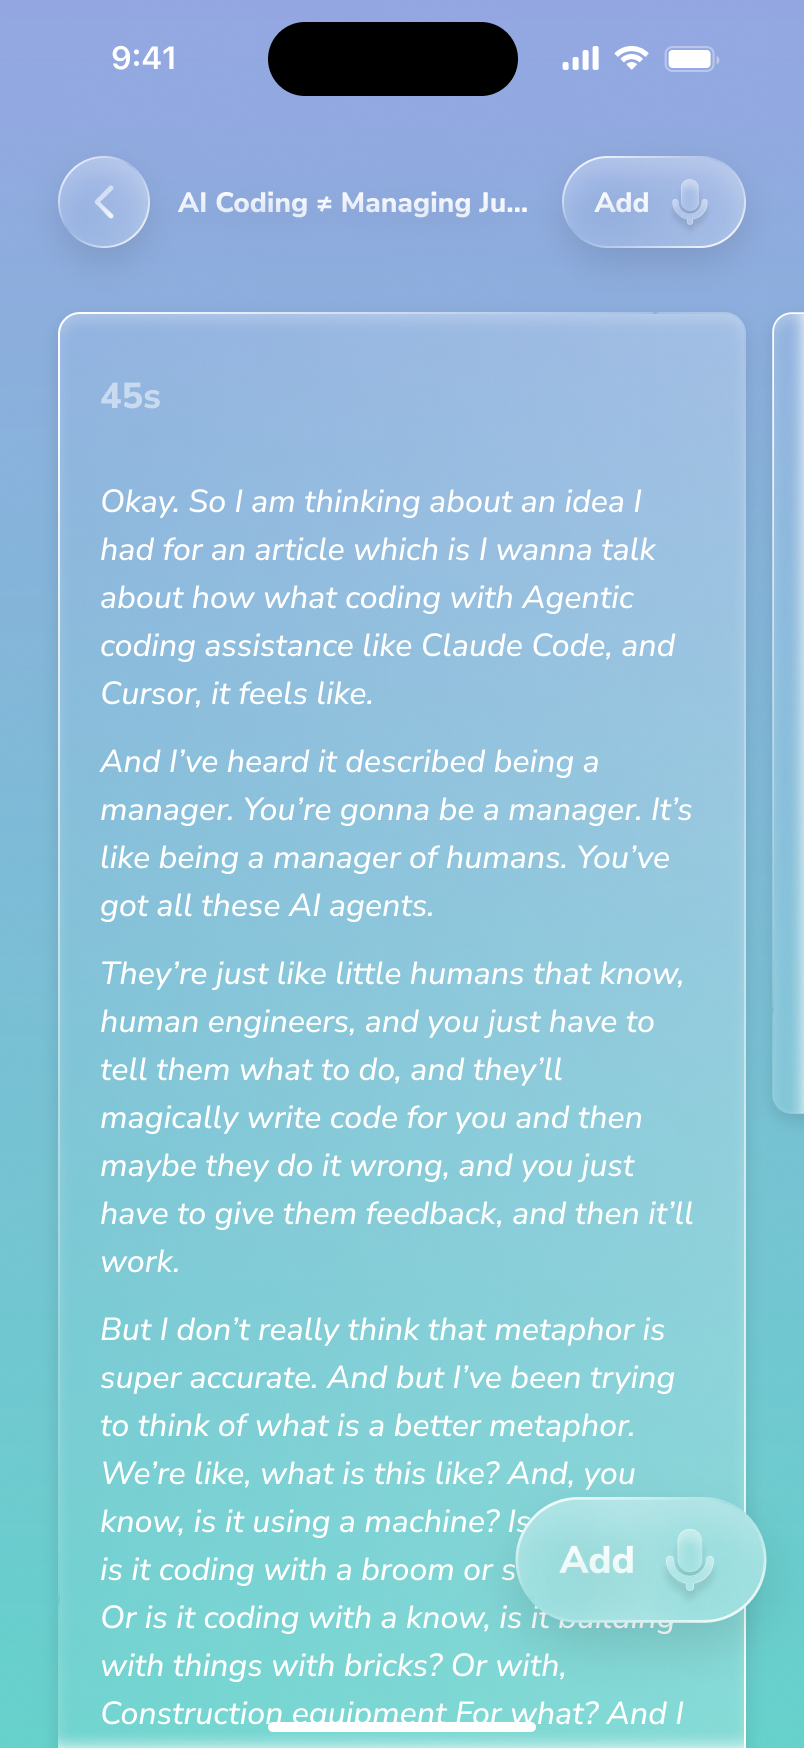 9:41
AI Coding ≠ Managing Ju...
Add
45s
Okay. So I am thinking about an idea I
had for an article which is I wanna talk
about how what coding with Agentic
coding assistance like Claude Code, and
Cursor, it feels like.
And I've heard it described being a
manager. You're gonna be a manager. It's
like being a manager of humans. You've
got all these AI agents.
They're just like little humans that know,
human engineers, and you just have to
tell them what to do, and they'll
magically write code for you and then
maybe they do it wrong, and you just
have to give them feedback, and then it'll
work.
But I don't really think that metaphor is
super accurate. And but I've been trying
to think of what is a better metaphor.
We're like, what is this like? And, you
know, is it using a machine? Is
is it coding with a broom or s
Add
Or is it coding with a know, is it building
with things with bricks? Or with,
Construction equipment For what? And I